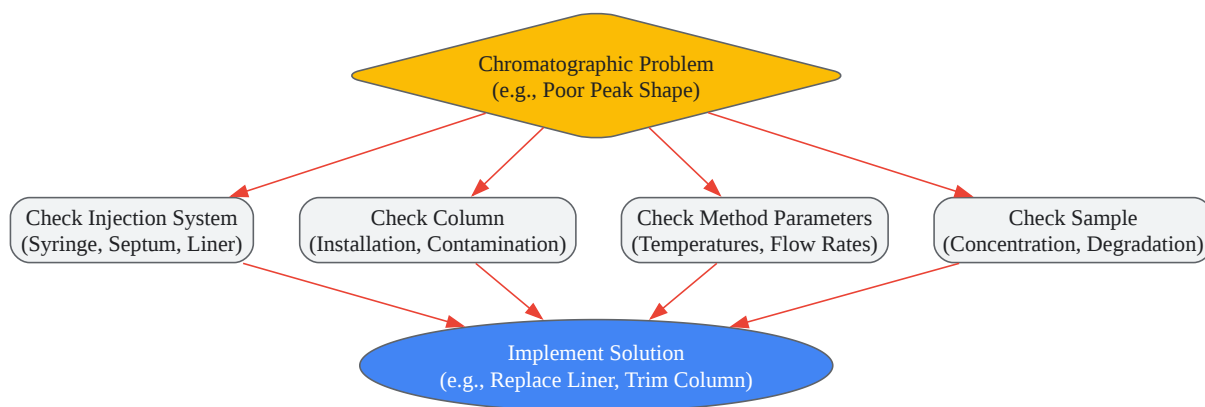 Chromatographic Problem
(e.g., Poor Peak Shape)
Check Injection System
(Syringe, Septum, Liner)
Check Column
(Installation, Contamination)
Check Method Parameters
(Temperatures, Flow Rates)
Check Sample
(Concentration, Degradation)
Implement Solution
(e.g., Replace Liner, Trim Column)